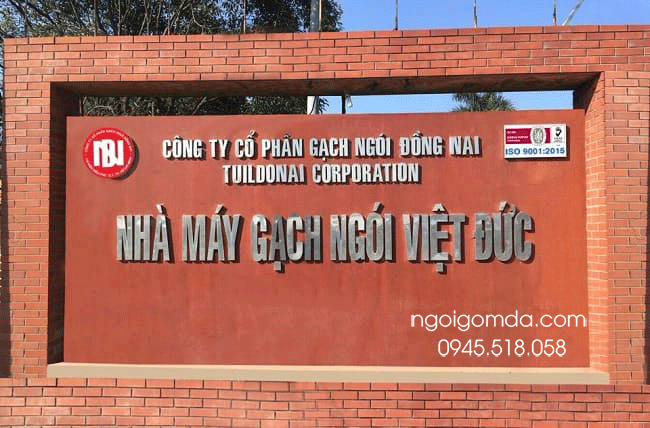 CÔNG TY CỔ PHẦN GẠCH NGÓI ĐỒNG NAI
TUILDONAI CORPORATION
ISO 9001:2015
NHÀ MÁY GẠCH NGÓI VIỆT ĐỨC
ngoigomda.com
0945.518.058